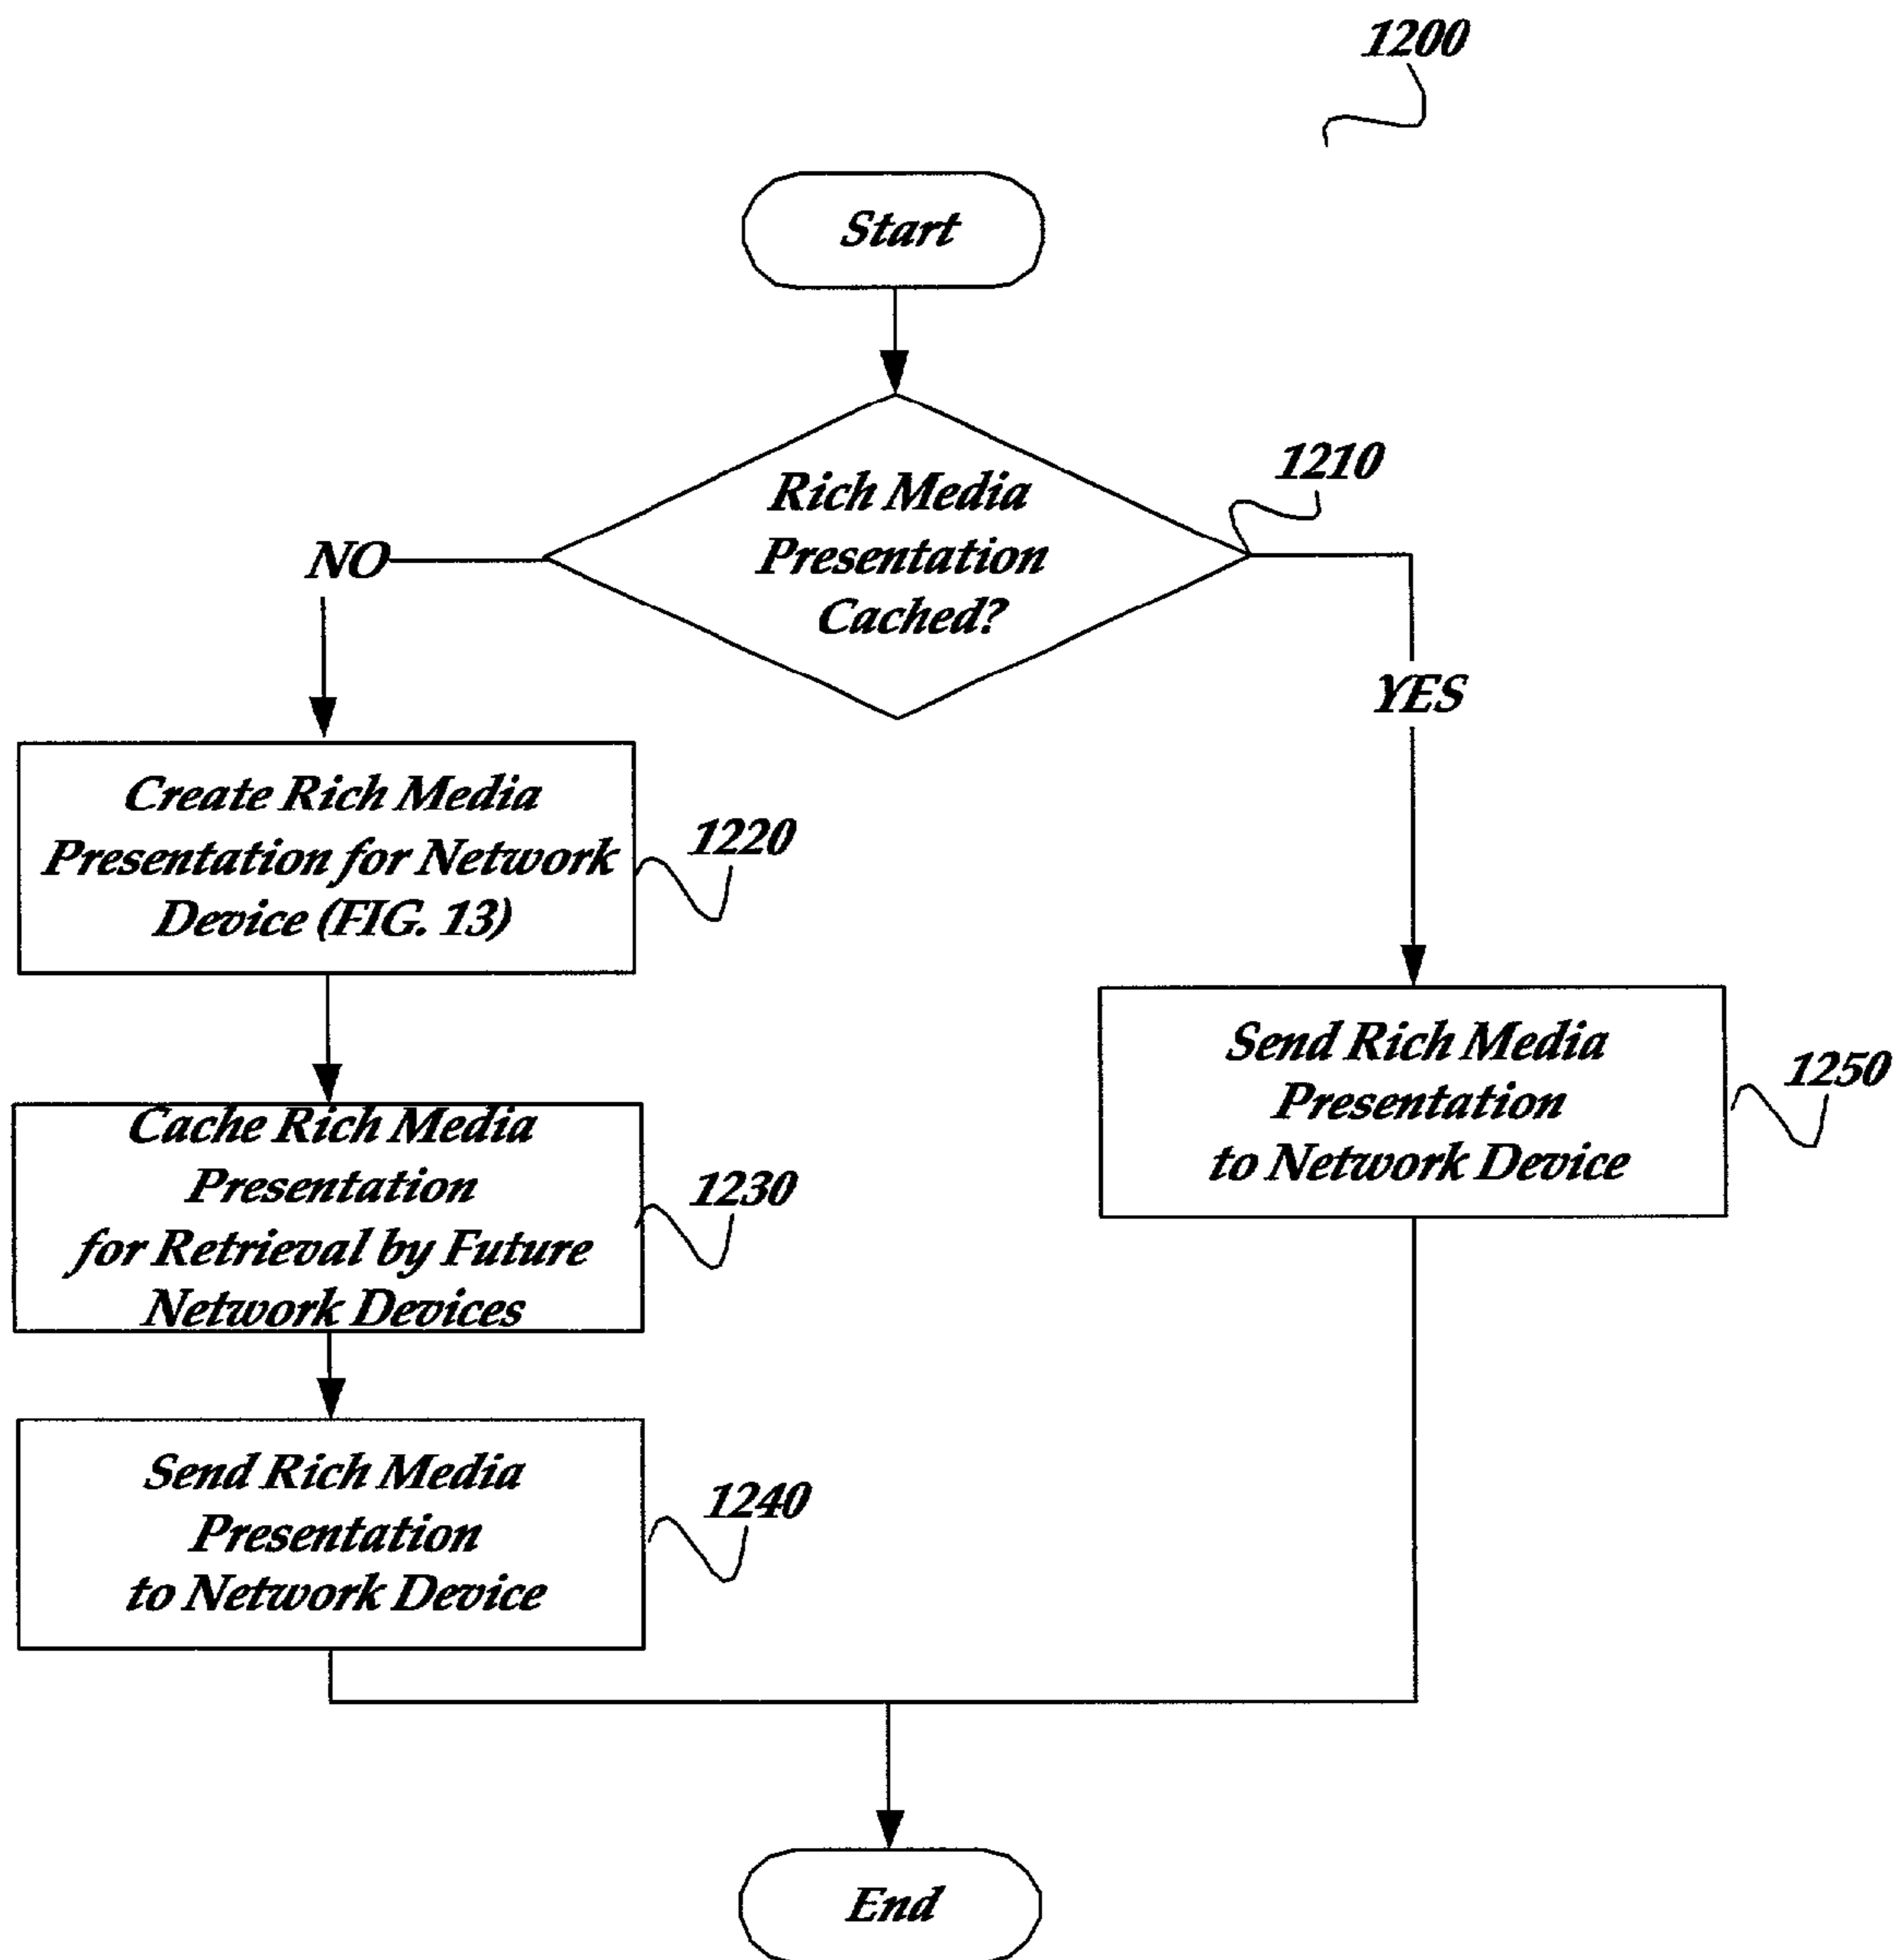 1200
Start
Rich Media
Presentation
Cached?
1210
NO
YES
Create Rich Media
Presentation for Network
Device (FIG. 13)
1220
Send Rich Media
Presentation
to Network Device
1250
Cache Rich Media
Presentation
for Retrieval by Future
Network Devices
1230
Send Rich Media
Presentation
to Network Device
1240
End